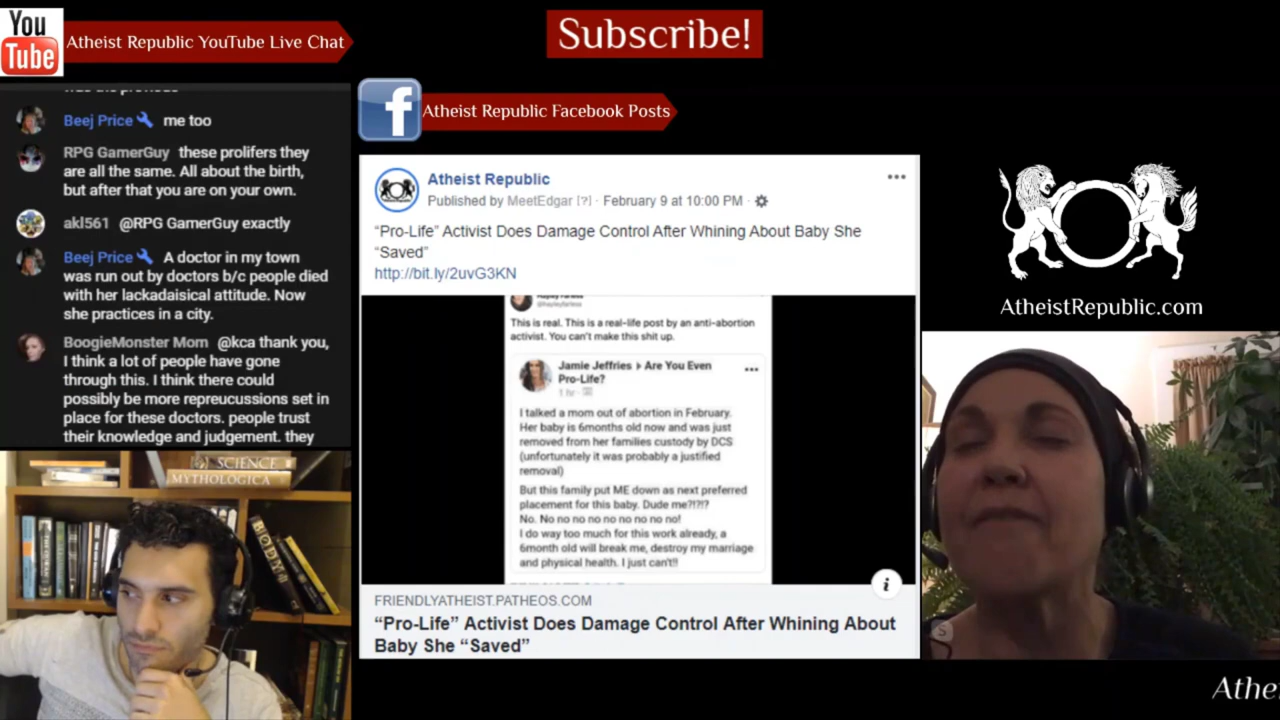 You
Tube
Atheist Republic YouTube Live Chat
Subscribe!
Beej Price me too
RPG GamerGuy these prolifers they
are all the same. All about the birth,
but after that you are on your own.
akl561 @RPG GamerGuy exactly
Beej Price A doctor in my town
was run out by doctors b/c people died
with her lackadaisical attitude. Now
she practices in a city.
BoogieMonster Mom @kca thank you,
I think a lot of people have gone
through this. I think there could
possibly be more repreucussions set in
place for these doctors. people trust
their knowledge and judgement. they
SCIENCE
MYTHOLOGICA
BODY
f
Atheist Republic Facebook Posts
Atheist Republic
Published by MeetEdgar [?] · February 9 at 10:00 PM ·
“Pro-Life” Activist Does Damage Control After Whining About Baby She
“Saved”
http://bit.ly/2uvG3KN
This is real. This is a real-life post by an anti-abortion
activist. You can't make this shit up.
Jamie Jeffries ▸ Are You Even
Pro-Life?
1 hr ·
I talked a mom out of abortion in February.
Her baby is 6months old now and was just
removed from her families custody by DCS
(unfortunately it was probably a justified
removal)
But this family put ME down as next preferred
placement for this baby. Dude me?!?!?
No. No no no no no no no no!
I do way too much for this work already, a
6month old will break me, destroy my marriage
and physical health. I just can't!!
i
FRIENDLYATHEIST.PATHEOS.COM
“Pro-Life” Activist Does Damage Control After Whining About
Baby She “Saved”
AtheistRepublic.com
S
Athe